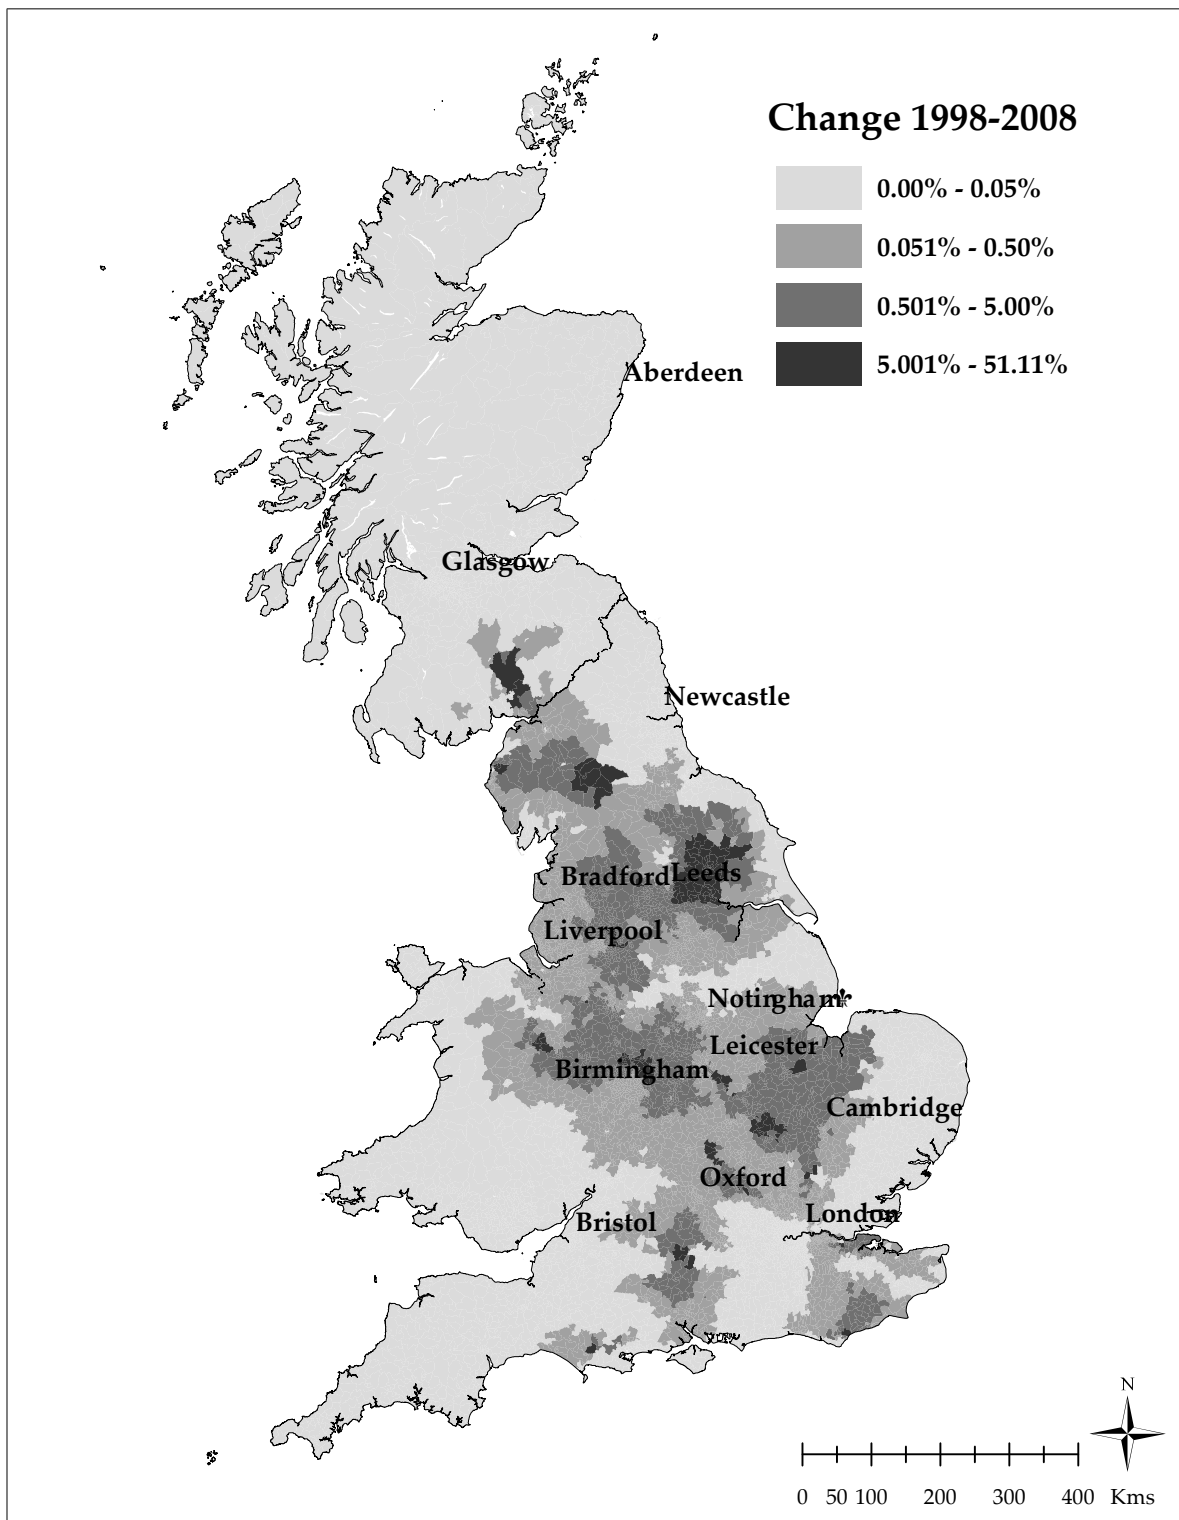 Change 1998-2008
0.00% - 0.05%
0.051% - 0.50%
0.501% - 5.00%
5.001% - 51.11%
Aberdeen
Glasgow
Newcastle
Bradford
Leeds
Liverpool
Notingham
Leicester
Birmingham
Cambridge
Oxford
London
Bristol
N
0 50 100 200 300 400 Kms